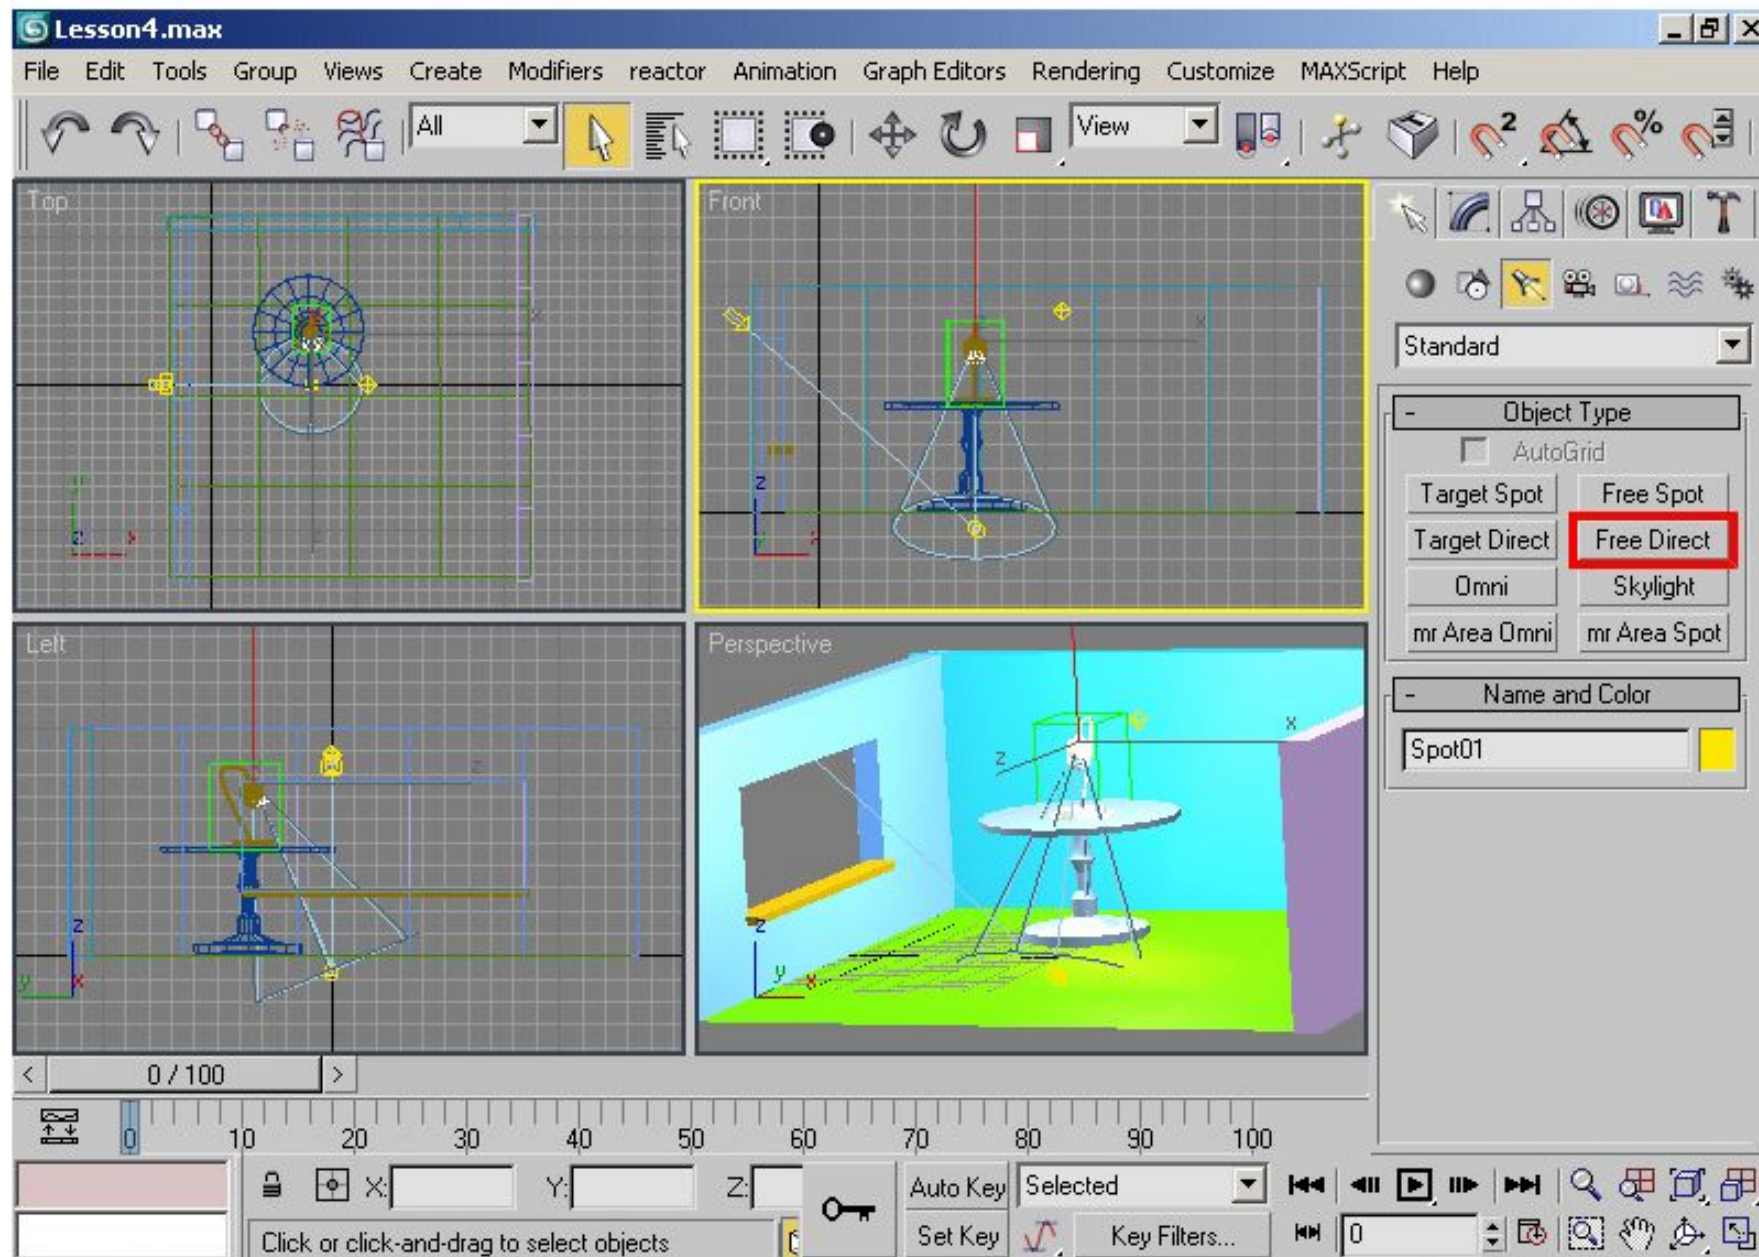 Lesson4.max
File Edit Tools Group Views Create Modifiers reactor Animation Graph Editors Rendering Customize MAXScript Help
All View 2 %
Top Front
x x
z
y z x
z x
Standard
- Object Type
AutoGrid
Target Spot Free Spot
Target Direct Free Direct
Omni Skylight
mr Area Omni mr Area Spot
- Name and Color
Spot01
Left Perspective
z x
z
z z
y x y x
< 0 / 100 >
0 10 20 30 40 50 60 70 80 90 100
X: Y: Z: Auto Key Selected
Click or click-and-drag to select objects Set Key Key Filters... 0